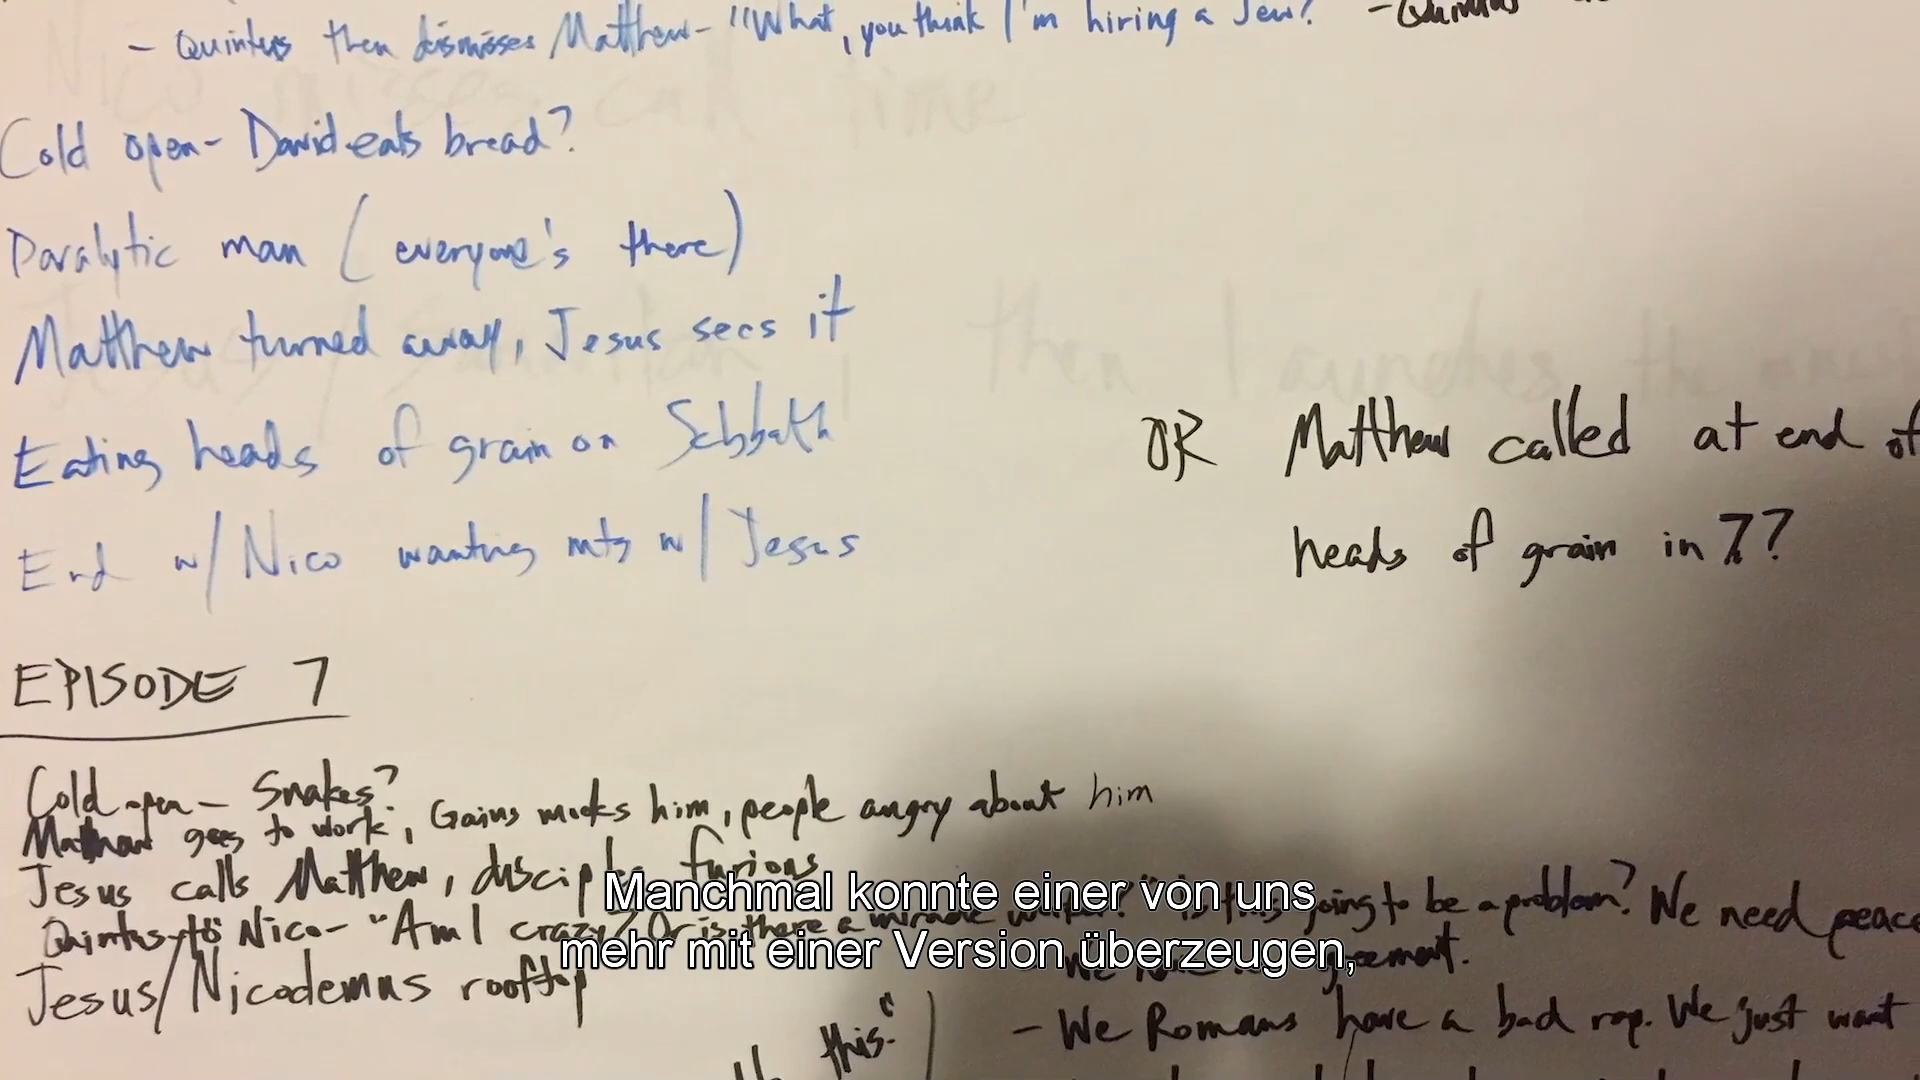 - Quintus then dismisses Matthew- "What, you think I'm hiring a Jew? - Quintus
Cold open- David eats bread?
Paralytic man (everyone's there)
Matthew turned away, Jesus sees it
Eating heads of grain on Sabbath
End w/ Nico wanting mtg w/ Jesus
OR Matthew called at end of
heads of grain in 7?
EPISODE 7
Cold open- Snakes?
Matthew goes to work, Gaius mocks him, people angry about him
Jesus calls Matthew, disciples furious
Quintus to Nico- "Am I crazy? Or is there a miracle worker?" is this going to be a problem? We need peace
agreement.
Jesus/Nicodemus rooftop
this."
- We Romans have a bad rap. We just want
Manchmal konnte einer von uns
mehr mit einer Version überzeugen,